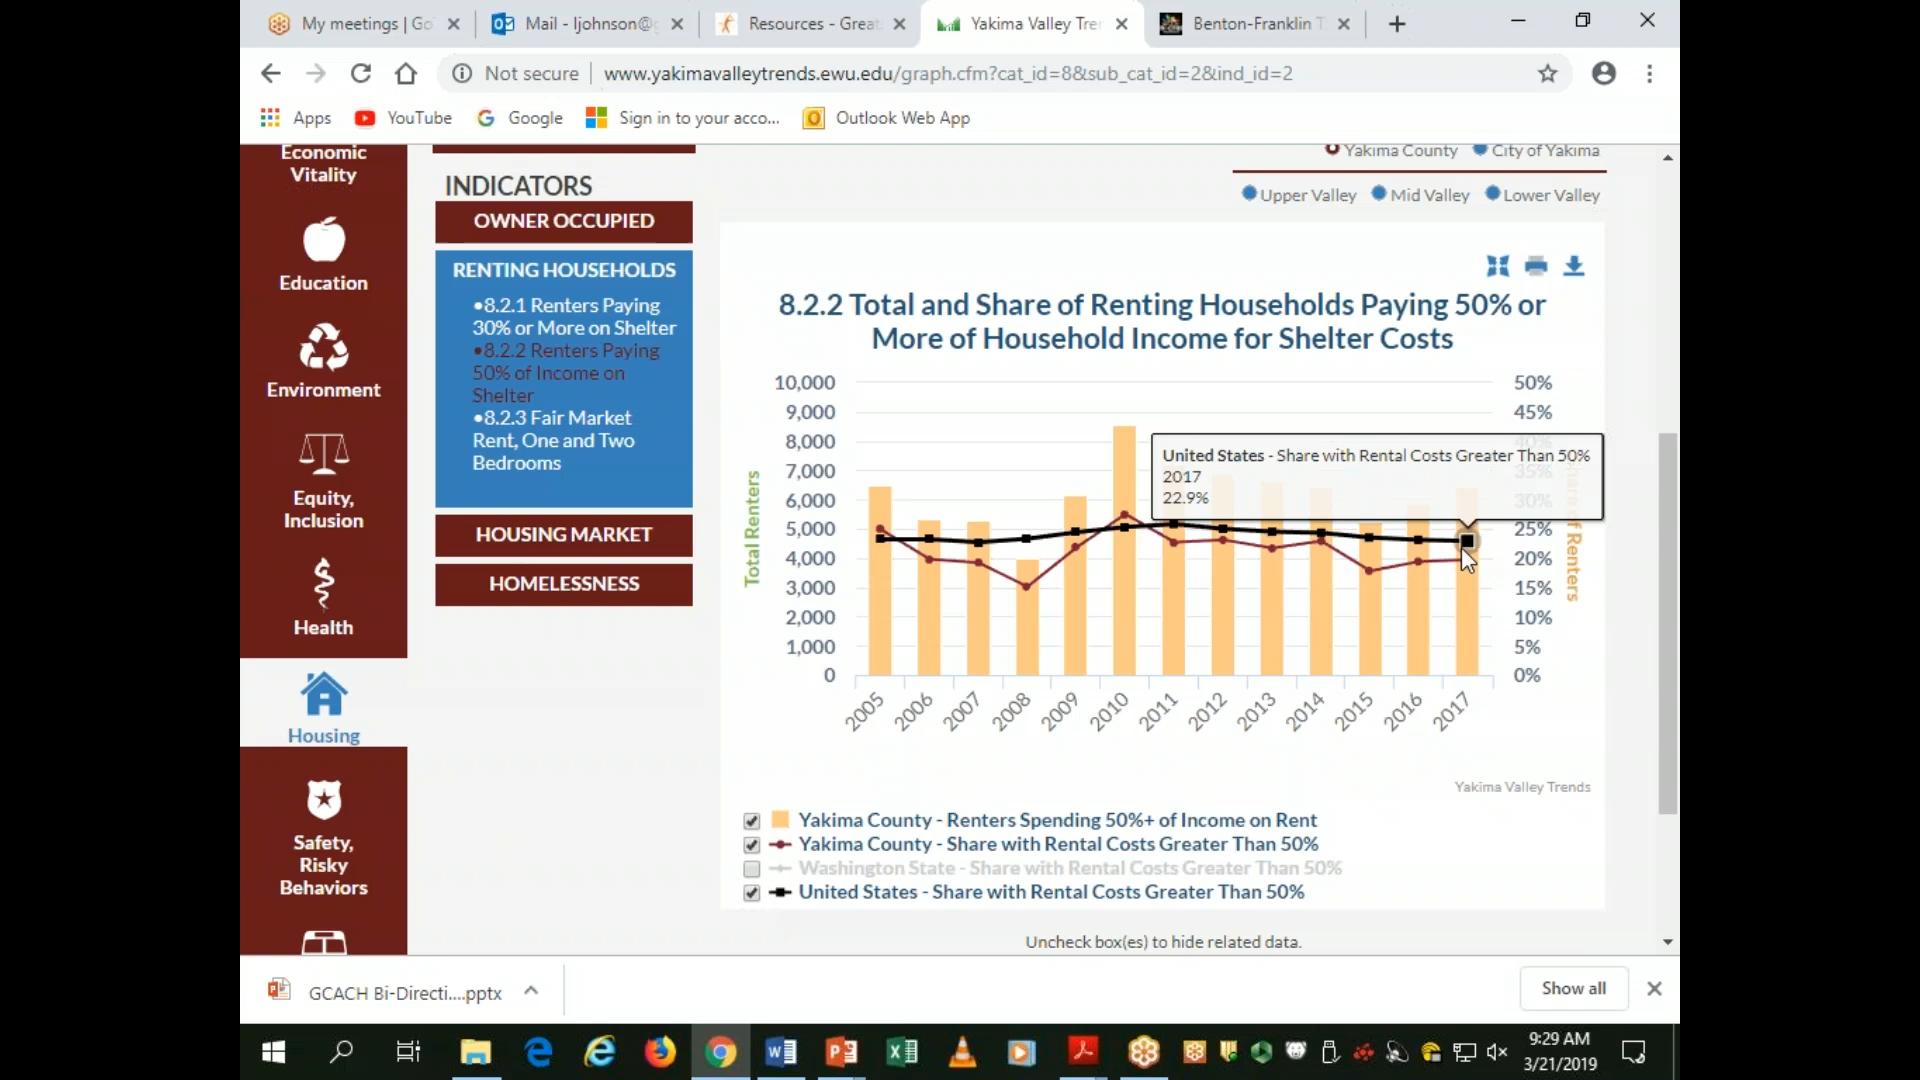 My meetings | Go
Mail - ljohnson@g
Resources - Great
Yakima Valley Tre
Benton-Franklin T
Not secure
www.yakimavalleytrends.ewu.edu/graph.cfm?cat_id=8&sub_cat_id=2&ind_id=2
Apps
YouTube
Google
Sign in to your acco...
Outlook Web App
Economic
Vitality
Education
Environment
Equity,
Inclusion
Health
Housing
Safety,
Risky
Behaviors
INDICATORS
OWNER OCCUPIED
RENTING HOUSEHOLDS
•8.2.1 Renters Paying
30% or More on Shelter
•8.2.2 Renters Paying
50% of Income on
Shelter
•8.2.3 Fair Market
Rent, One and Two
Bedrooms
HOUSING MARKET
HOMELESSNESS
Yakima County
City of Yakima
Upper Valley
Mid Valley
Lower Valley
8.2.2 Total and Share of Renting Households Paying 50% or
More of Household Income for Shelter Costs
10,000
9,000
8,000
7,000
6,000
5,000
4,000
3,000
2,000
1,000
0
Total Renters
50%
45%
40%
35%
30%
25%
20%
15%
10%
5%
0%
Share of Renters
United States - Share with Rental Costs Greater Than 50%
2017
22.9%
2005
2006
2007
2008
2009
2010
2011
2012
2013
2014
2015
2016
2017
Yakima Valley Trends
Yakima County - Renters Spending 50%+ of Income on Rent
Yakima County - Share with Rental Costs Greater Than 50%
Washington State - Share with Rental Costs Greater Than 50%
United States - Share with Rental Costs Greater Than 50%
Uncheck box(es) to hide related data.
GCACH Bi-Directi....pptx
Show all
9:29 AM
3/21/2019